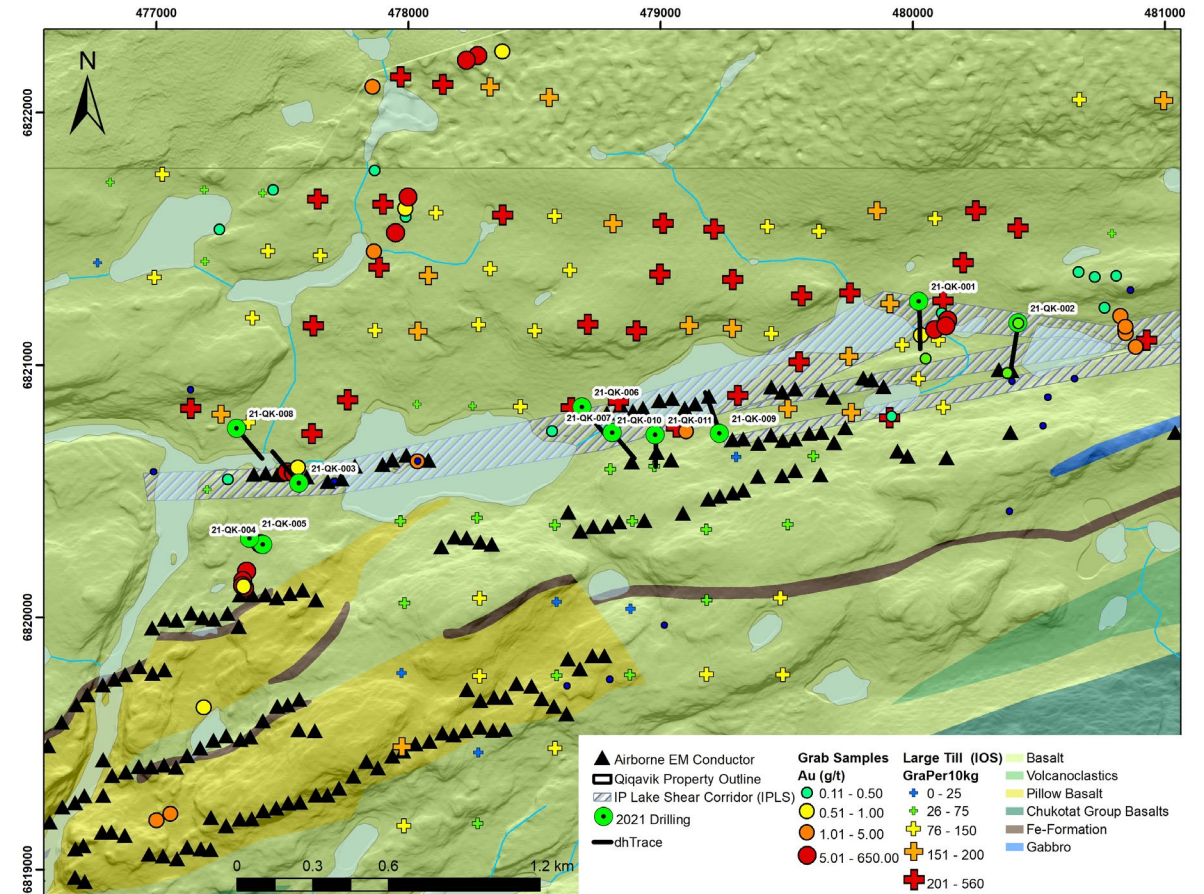 477000 478000 479000 480000 481000
N
6822000
6821000
6820000
6819000
21-QK-001
21-QK-002
21-QK-006
21-QK-007
21-QK-010
21-QK-011
21-QK-009
21-QK-008
21-QK-003
21-QK-004
21-QK-005
0 0.3 0.6 1.2 km
Airborne EM Conductor
Qiqavik Property Outline
IP Lake Shear Corridor (IPLS)
2021 Drilling
dhTrace
Grab Samples
Au (g/t)
0.11 - 0.50
0.51 - 1.00
1.01 - 5.00
5.01 - 650.00
Large Till (IOS)
GraPer10kg
0 - 25
26 - 75
76 - 150
151 - 200
201 - 560
Basalt
Volcanoclastics
Pillow Basalt
Chukotat Group Basalts
Fe-Formation
Gabbro